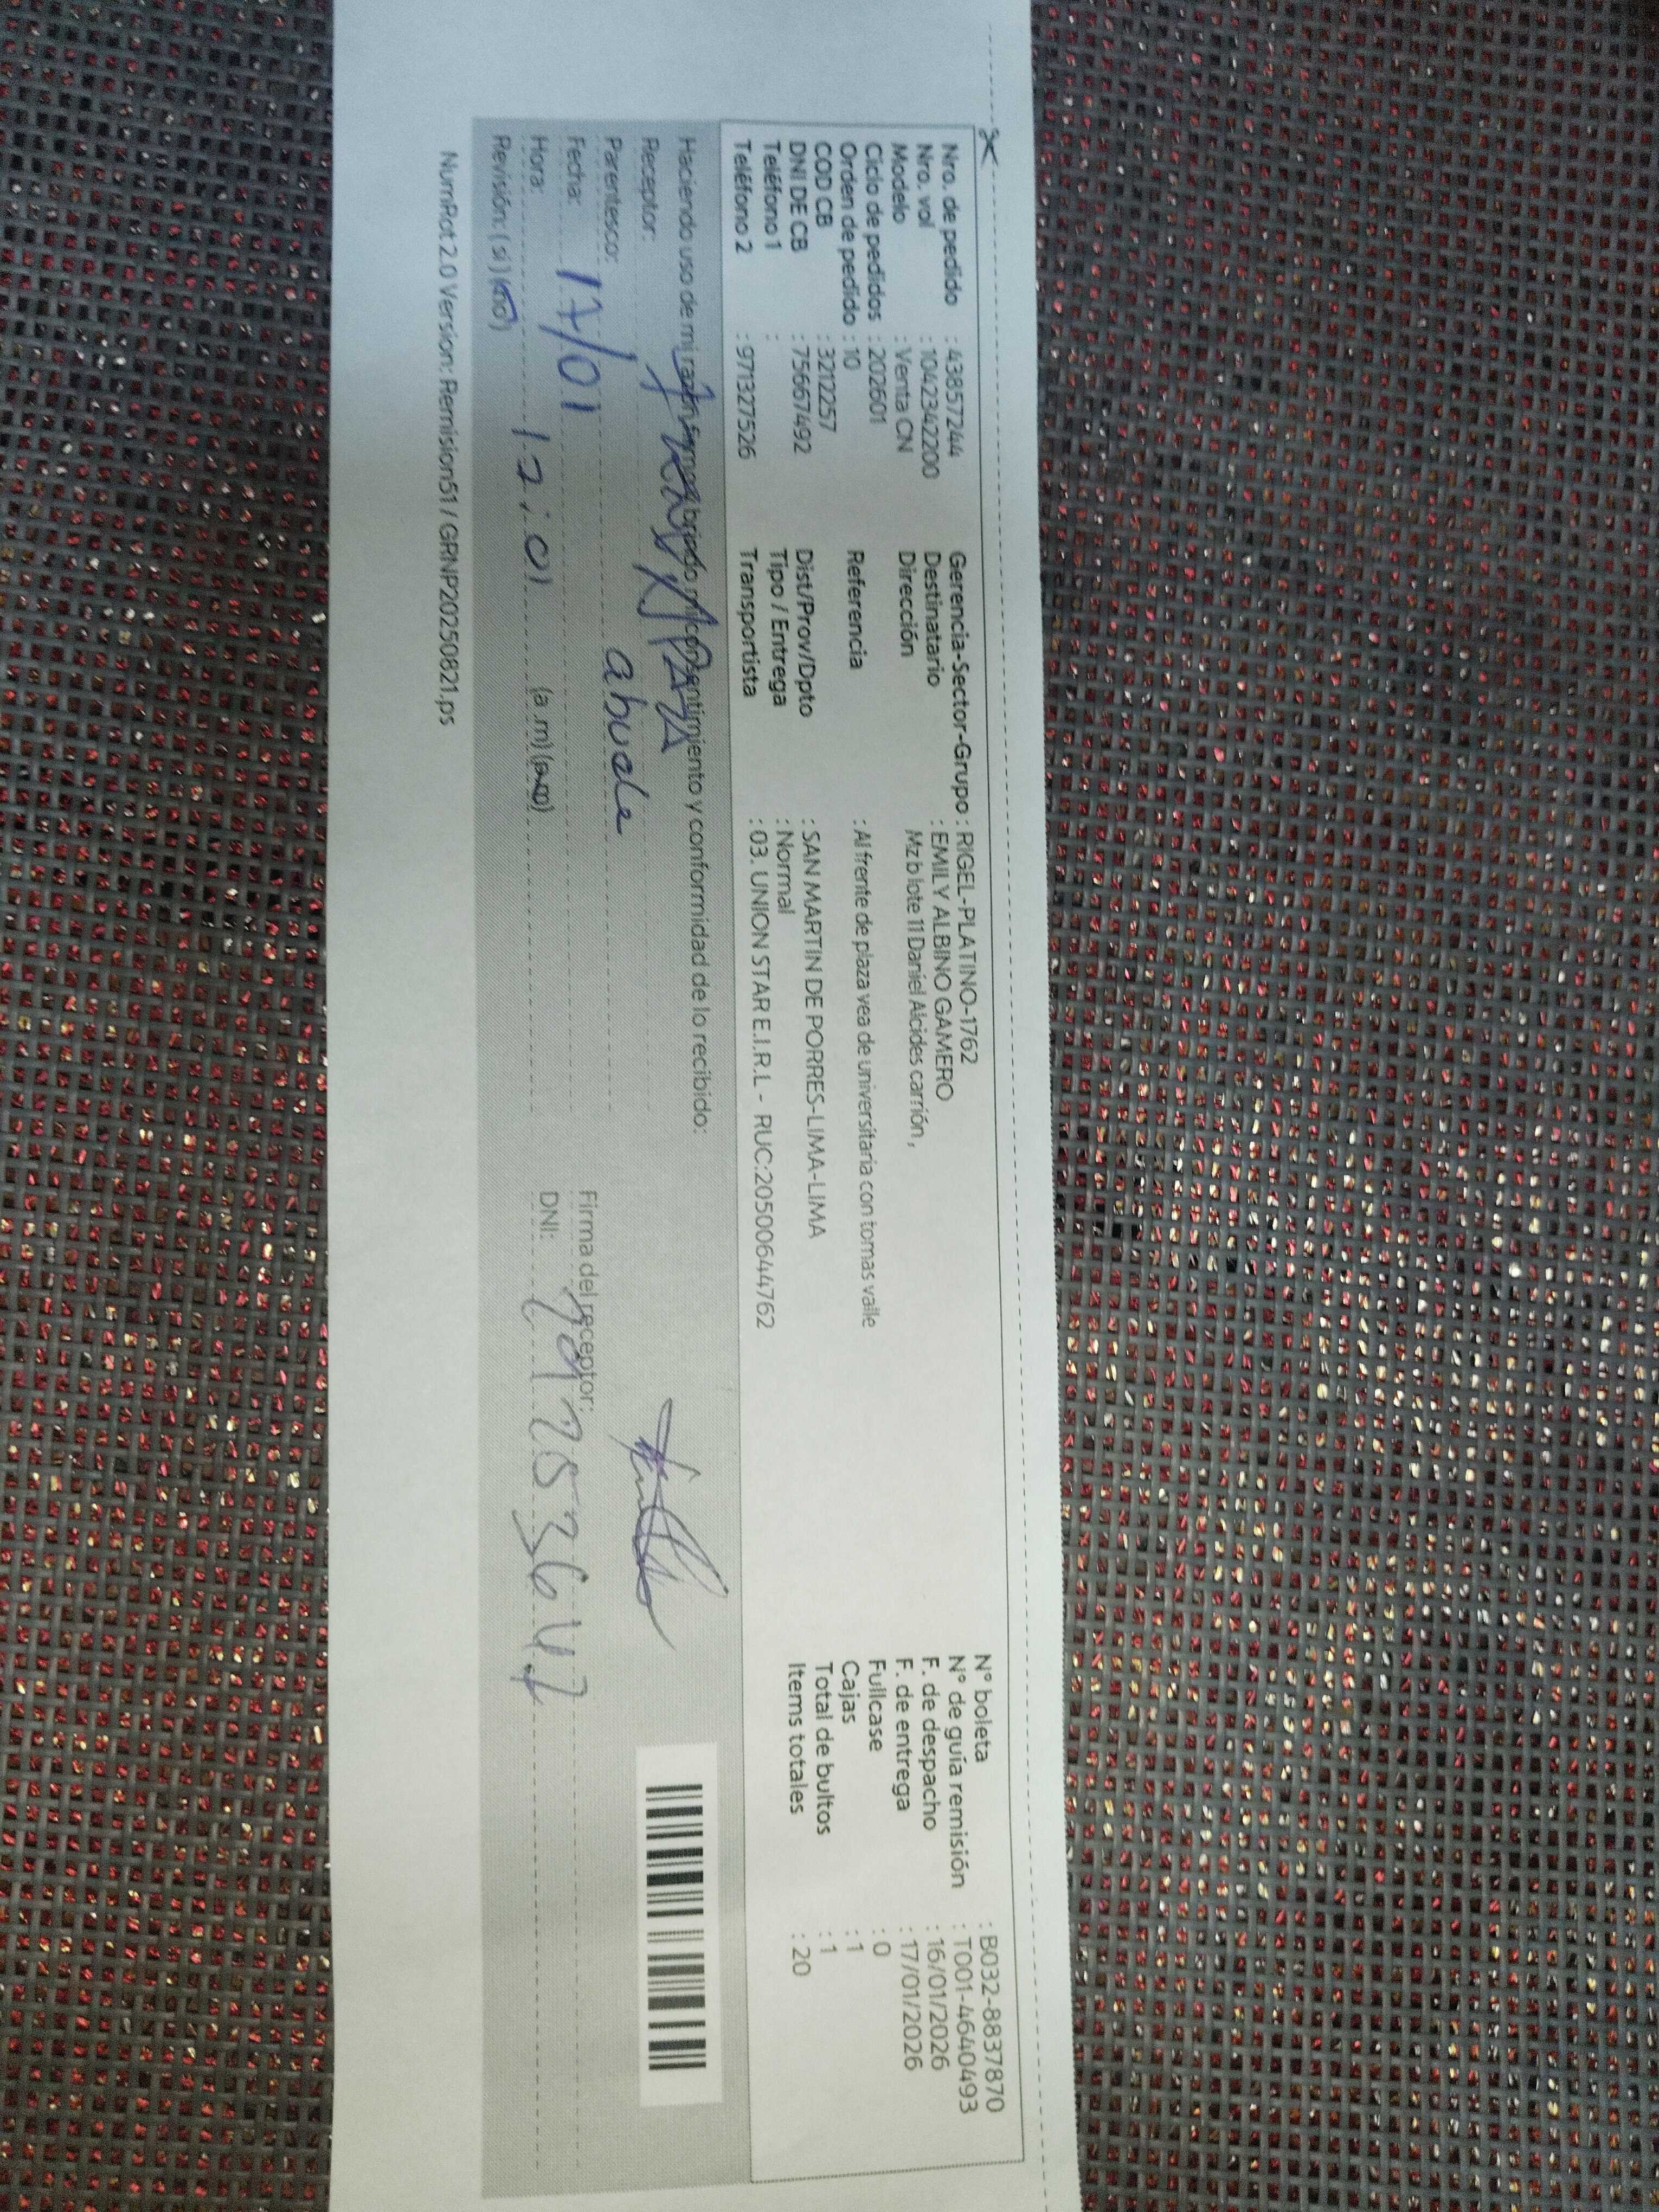 Nro. de pedido : 43857244
Nro. vol : 10423442200
Modelo : Venta CN
Ciclo de pedidos : 202601
Orden de pedido : 10
COD CB : 3212257
DNI DE CB : 75667492
Teléfono 1 :
Teléfono 2 : 971327526
Gerencia-Sector-Grupo : RIGEL-PLATINO-1762
Destinatario : EMILY ALBINO GAMERO
Dirección Mz b lote 11 Daniel Alcides carrión ,
Referencia : Al frente de plaza vea de universitaria con tomas valle
Dist/Prov/Dpto : SAN MARTIN DE PORRES-LIMA-LIMA
Tipo / Entrega : Normal
Transportista : 03. UNION STAR E.I.R.L - RUC:20500644762
N° boleta : B032-8837870
N° de guía remisión : T001-46440493
F. de despacho : 16/01/2026
F. de entrega : 17/01/2026
Fullcase : 0
Cajas : 1
Total de bultos : 1
Items totales : 20
Haciendo uso de mi razón firmo y brindo mi consentimiento y conformidad de lo recibido:
Receptor:
Parentesco: abuela
Fecha: 17/01
Hora: 12:01 (a.m) (p.m)
Revisión: ( si ) ( no )
Firma del receptor:
DNI:
NumRot 2.0 Version: Remision51 / GRNP20250821.ps